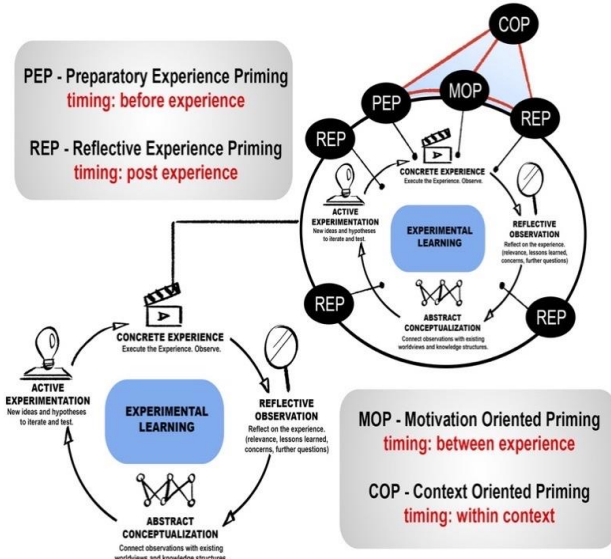 PEP - Preparatory Experience Priming
timing: before experience
REP - Reflective Experience Priming
timing: post experience
COP
PEP
MOP
REP
REP
CONCRETE EXPERIENCE
Execute the Experience. Observe.
ACTIVE
EXPERIMENTATION
New ideas and hypotheses
to iterate and test.
EXPERIMENTAL
LEARNING
REFLECTIVE
OBSERVATION
Reflect on the experience.
(relevance, lessons learned,
concerns, further questions)
REP
REP
ABSTRACT
CONCEPTUALIZATION
Connect observations with existing
worldviews and knowledge structures.
CONCRETE EXPERIENCE
Execute the Experience. Observe.
ACTIVE
EXPERIMENTATION
New ideas and hypotheses
to iterate and test.
EXPERIMENTAL
LEARNING
REFLECTIVE
OBSERVATION
Reflect on the experience.
(relevance, lessons learned,
concerns, further questions)
ABSTRACT
CONCEPTUALIZATION
Connect observations with existing
worldviews and knowledge structures.
MOP - Motivation Oriented Priming
timing: between experience
COP - Context Oriented Priming
timing: within context